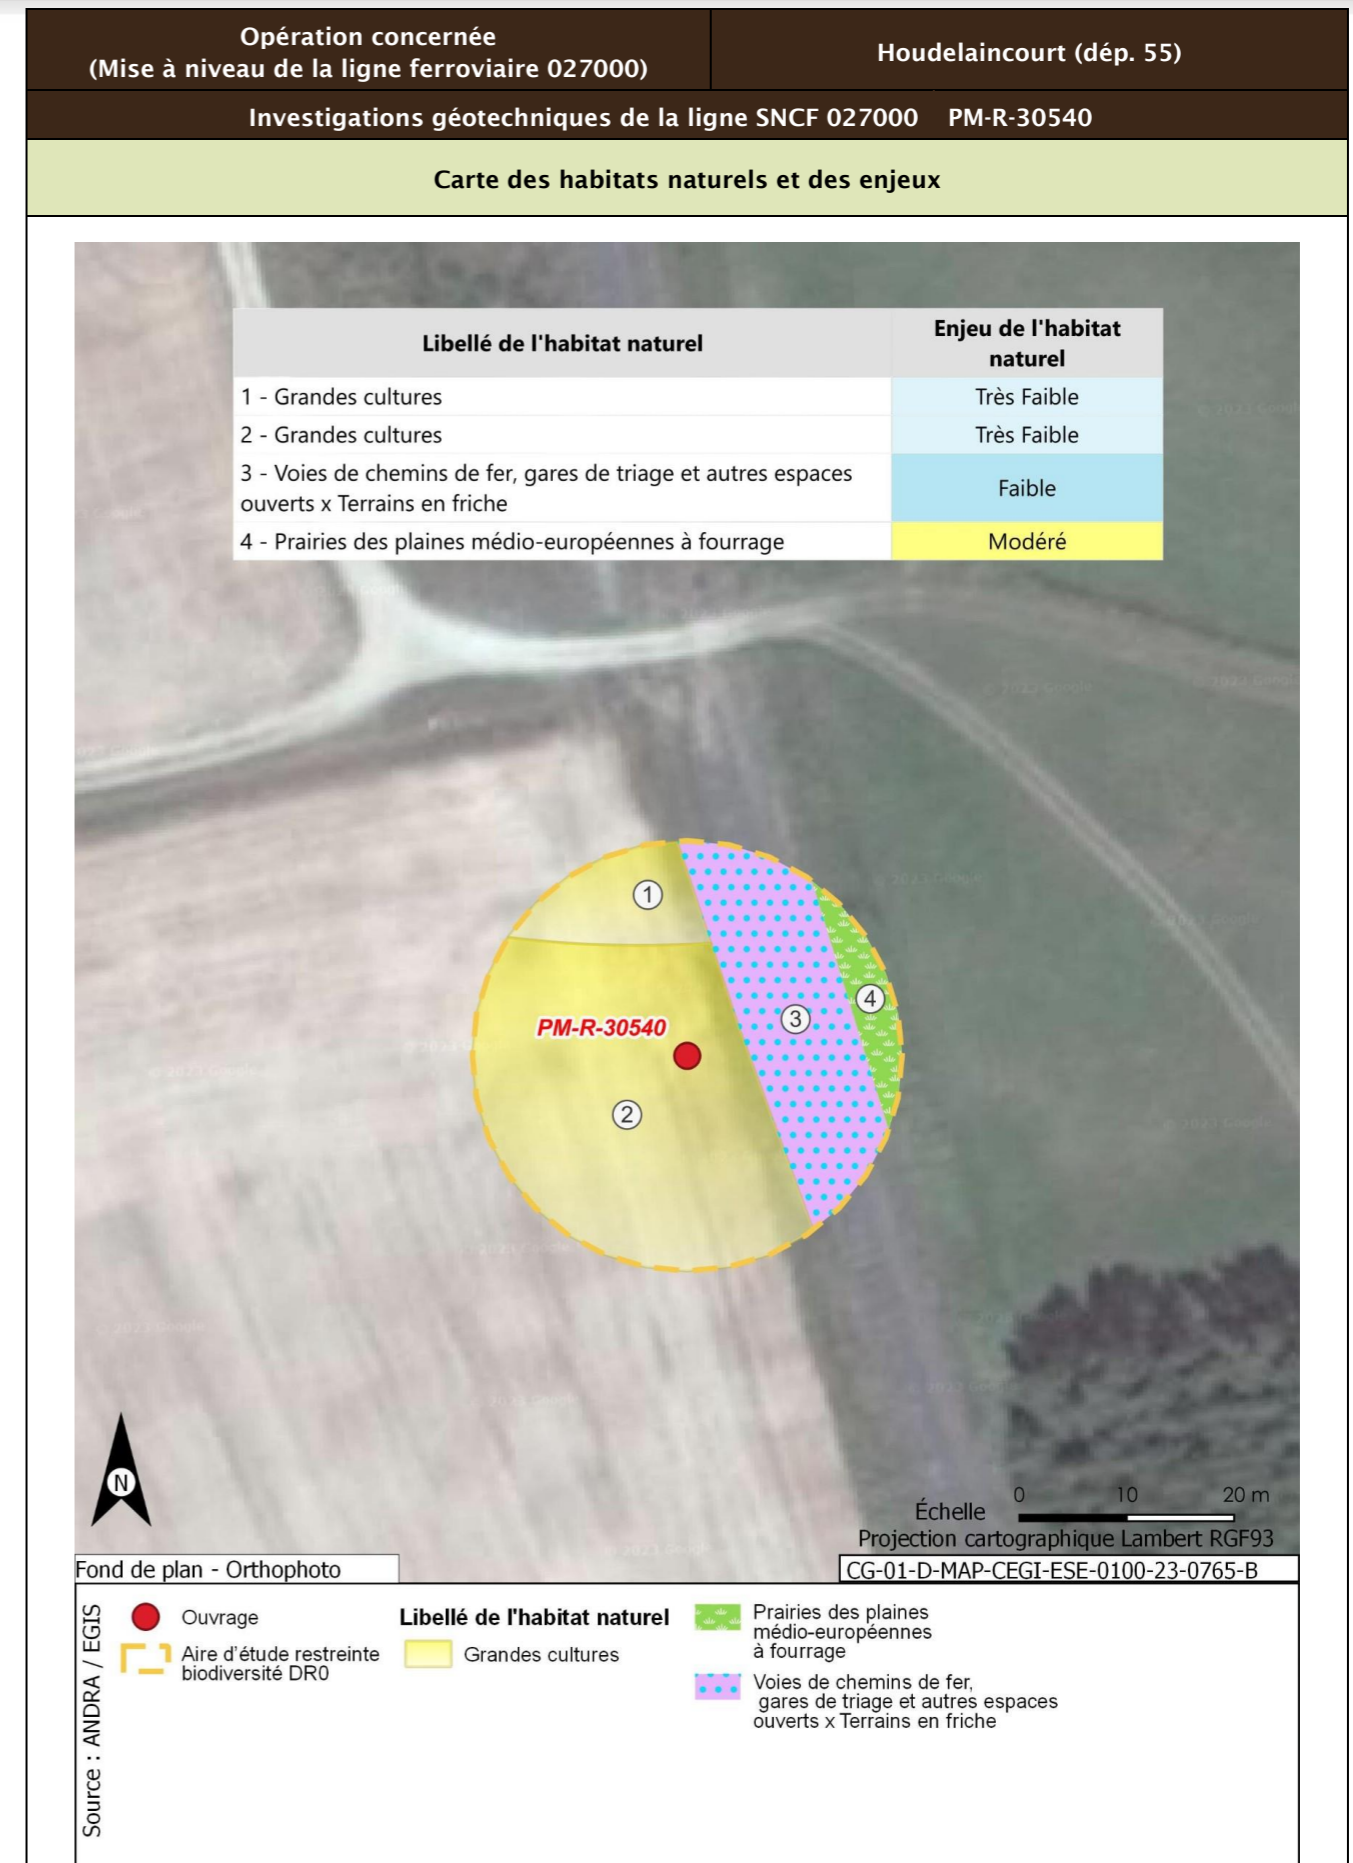 Opération concernée
(Mise à niveau de la ligne ferroviaire 027000)
Houdelaincourt (dép. 55)
Investigations géotechniques de la ligne SNCF 027000 PM-R-30540
Carte des habitats naturels et des enjeux
Libellé de l'habitat naturel
Enjeu de l'habitat
naturel
1 - Grandes cultures
Très Faible
2 - Grandes cultures
Très Faible
3 - Voies de chemins de fer, gares de triage et autres espaces
ouverts x Terrains en friche
Faible
4 - Prairies des plaines médio-européennes à fourrage
Modéré
© 2023 Google
1
PM-R-30540
3
4
2
N
Échelle
0 10 20 m
Projection cartographique Lambert RGF93
Fond de plan - Orthophoto
CG-01-D-MAP-CEGI-ESE-0100-23-0765-B
Source : ANDRA / EGIS
Ouvrage
Aire d'étude restreinte
biodiversité DR0
Libellé de l'habitat naturel
Grandes cultures
Prairies des plaines
médio-européennes
à fourrage
Voies de chemins de fer,
gares de triage et autres espaces
ouverts x Terrains en friche